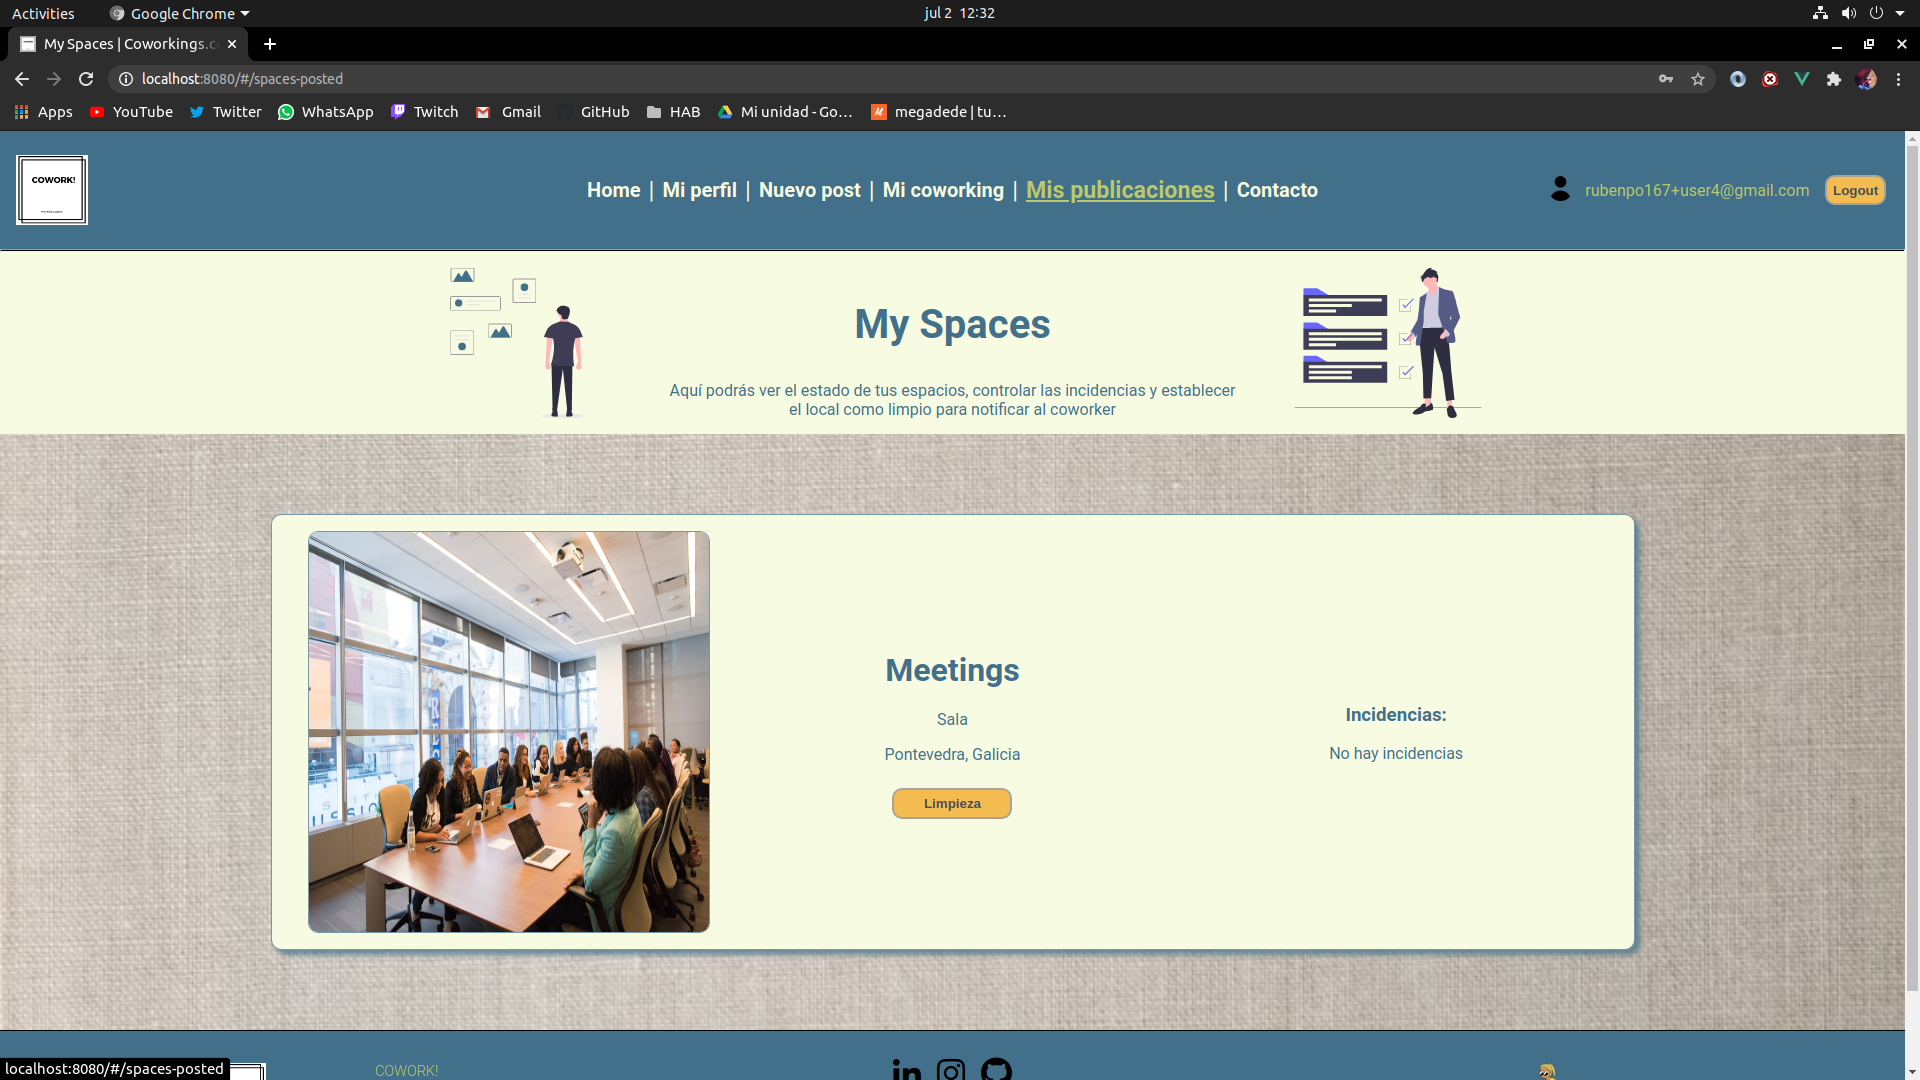 Activities
Google Chrome
jul 2 12:32
My Spaces | Coworkings.c
localhost:8080/#/spaces-posted
Apps
YouTube
Twitter
WhatsApp
Twitch
Gmail
GitHub
HAB
Mi unidad - Go...
megadede | tu...
COWORK!
Home | Mi perfil | Nuevo post | Mi coworking | Mis publicaciones | Contacto
rubenpo167+user4@gmail.com
Logout
My Spaces
Aquí podrás ver el estado de tus espacios, controlar las incidencias y establecer
el local como limpio para notificar al coworker
Meetings
Sala
Pontevedra, Galicia
Limpieza
Incidencias:
No hay incidencias
localhost:8080/#/spaces-posted
COWORK!